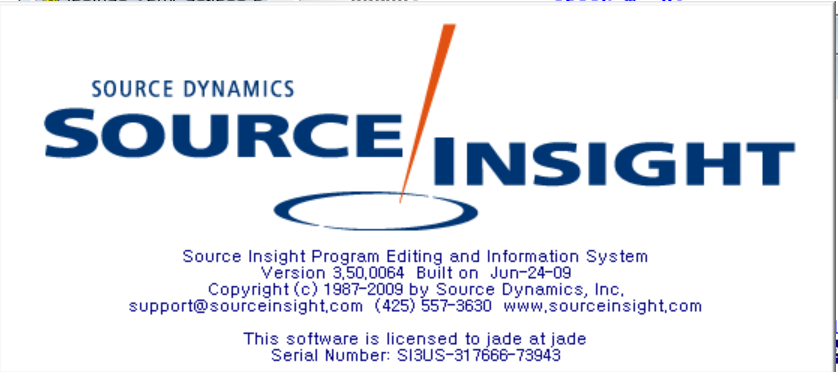 SOURCE DYNAMICS
SOURCE INSIGHT
Source Insight Program Editing and Information System
Version 3.50.0064 Built on Jun-24-09
Copyright (c) 1987-2009 by Source Dynamics, Inc.
support@sourceinsight.com (425) 557-3630 www.sourceinsight.com
This software is licensed to jade at jade
Serial Number: SI3US-317666-73943